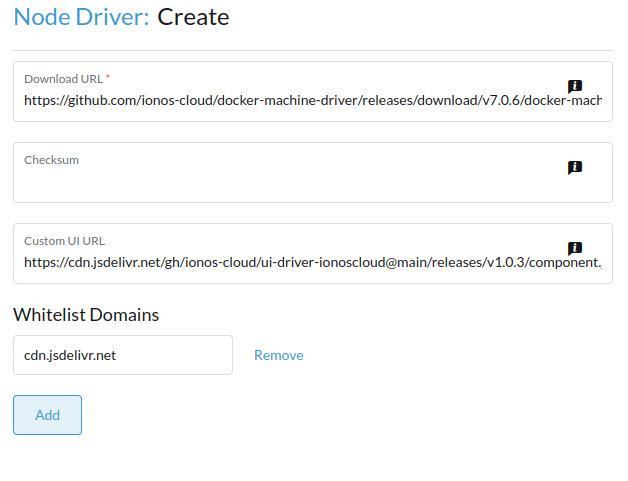 Node Driver: Create
Download URL *
https://github.com/ionos-cloud/docker-machine-driver/releases/download/v7.0.6/docker-mach
Checksum
Custom UI URL
https://cdn.jsdelivr.net/gh/ionos-cloud/ui-driver-ionoscloud@main/releases/v1.0.3/component.
Whitelist Domains
cdn.jsdelivr.net Remove
Add